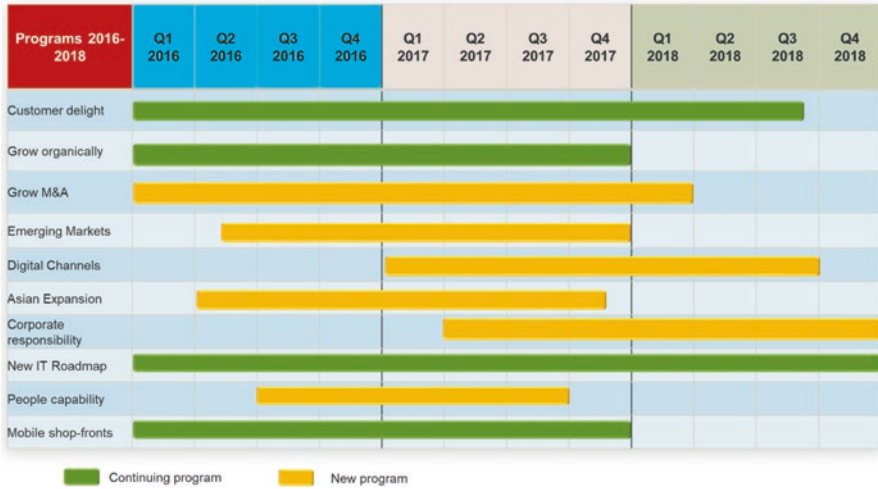 Programs 2016-
2018
Q1
2016
Q2
2016
Q3
2016
Q4
2016
Q1
2017
Q2
2017
Q3
2017
Q4
2017
Q1
2018
Q2
2018
Q3
2018
Q4
2018
Customer delight
Grow organically
Grow M&A
Emerging Markets
Digital Channels
Asian Expansion
Corporate
responsibility
New IT Roadmap
People capability
Mobile shop-fronts
Continuing program
New program